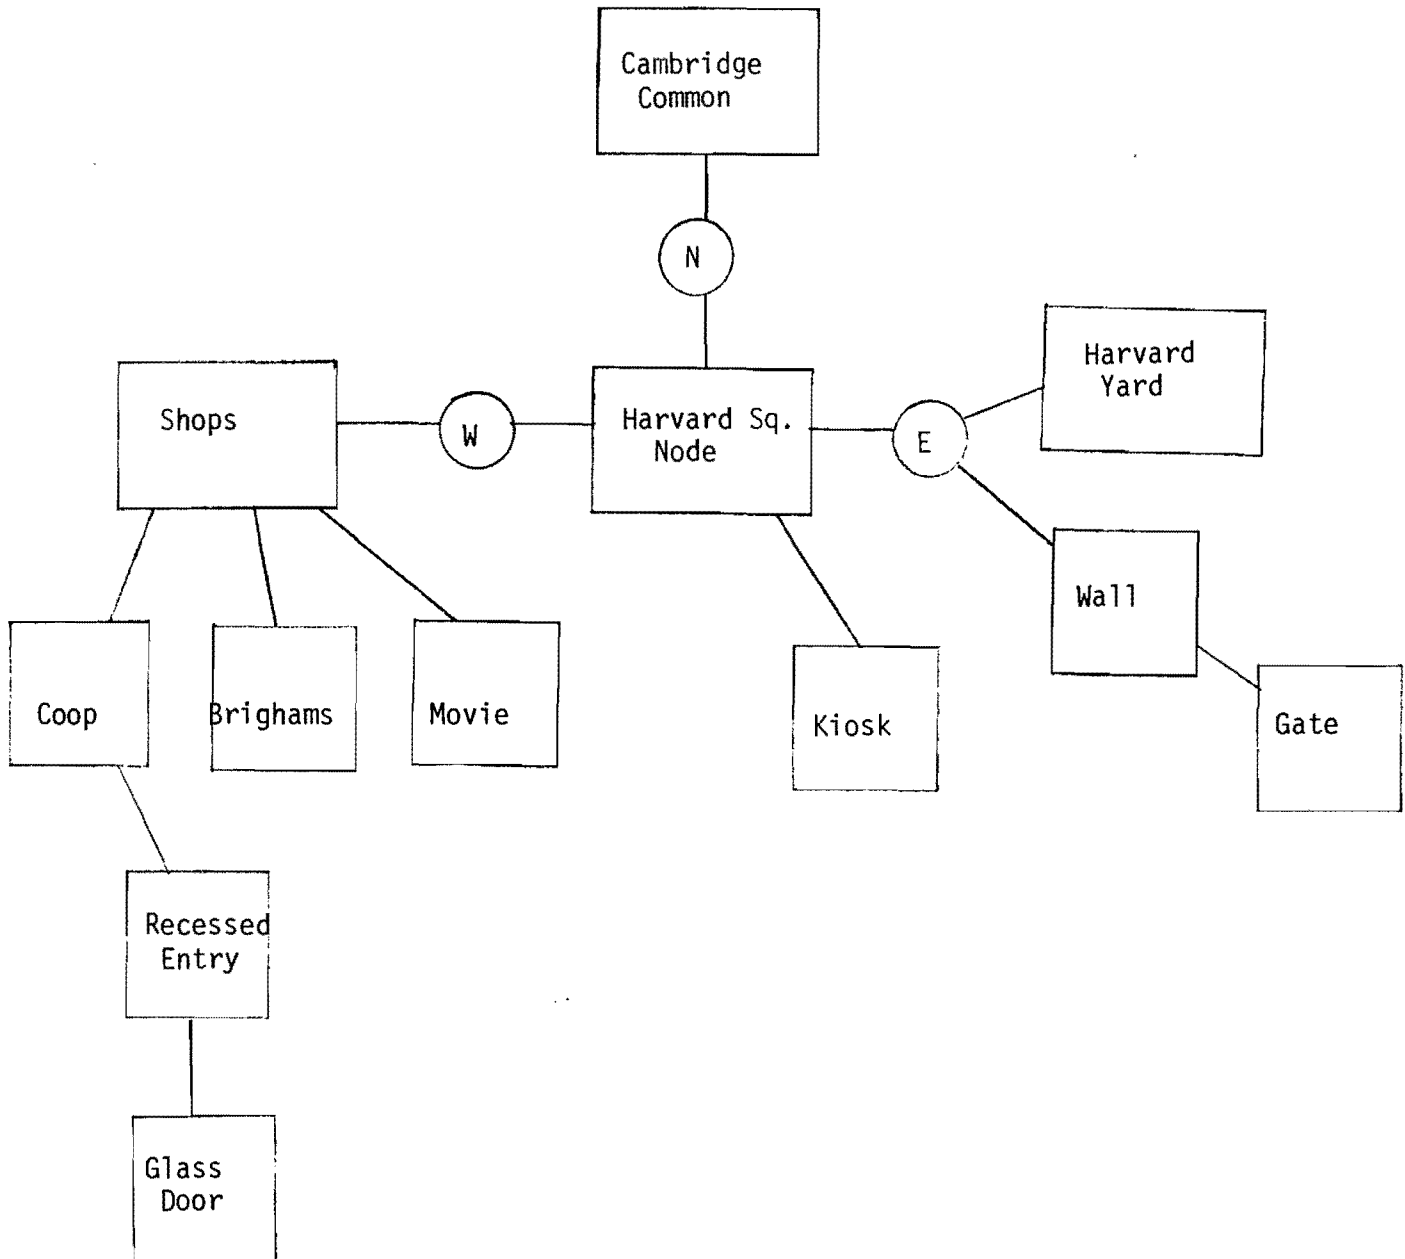 Cambridge
Common
N
Harvard
Yard
Shops
W
Harvard Sq.
Node
E
Wall
Coop
Brighams
Movie
Kiosk
Gate
Recessed
Entry
Glass
Door